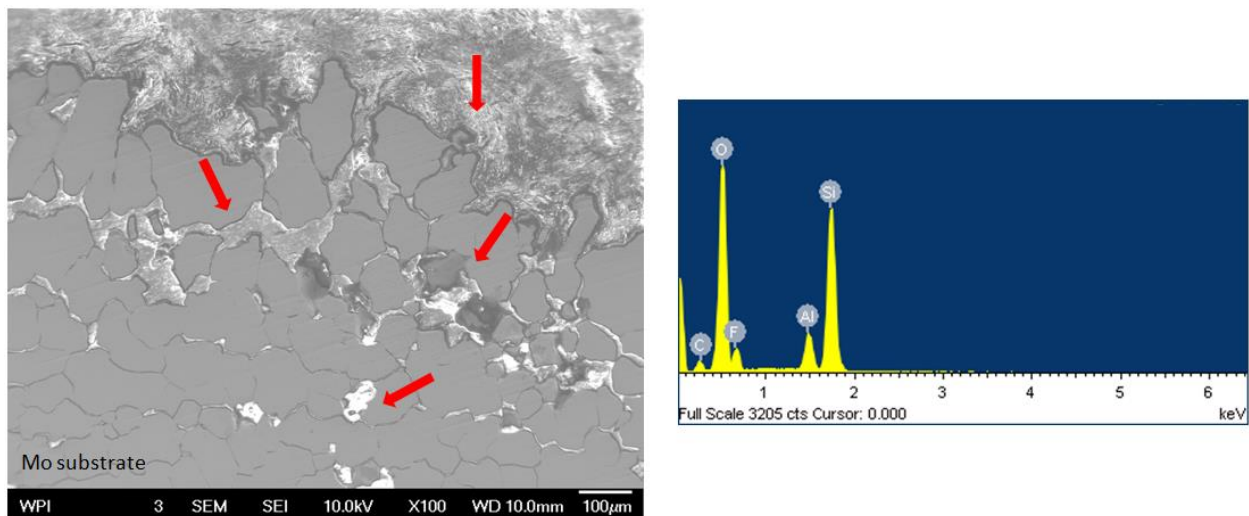 Mo substrate
WPI 3 SEM SEI 10.0kV X100 WD 10.0mm 100μm
O
Si
Al
F
C
1 2 3 4 5 6
Full Scale 3205 cts Cursor: 0.000 keV